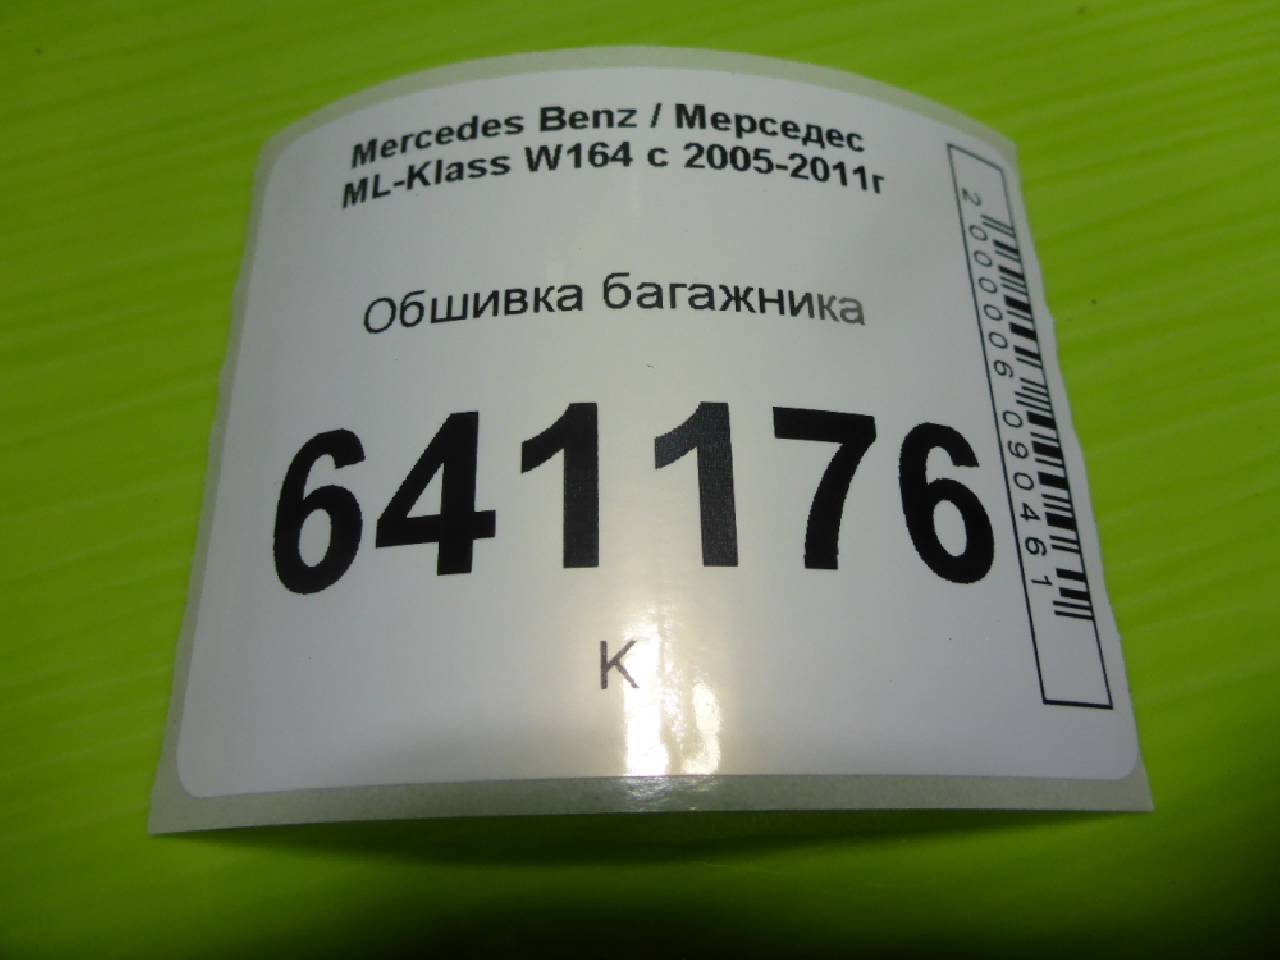 Mercedes Benz / Мерседес
ML-Klass W164 с 2005-2011г
Обшивка багажника
641176
К
2000006090461